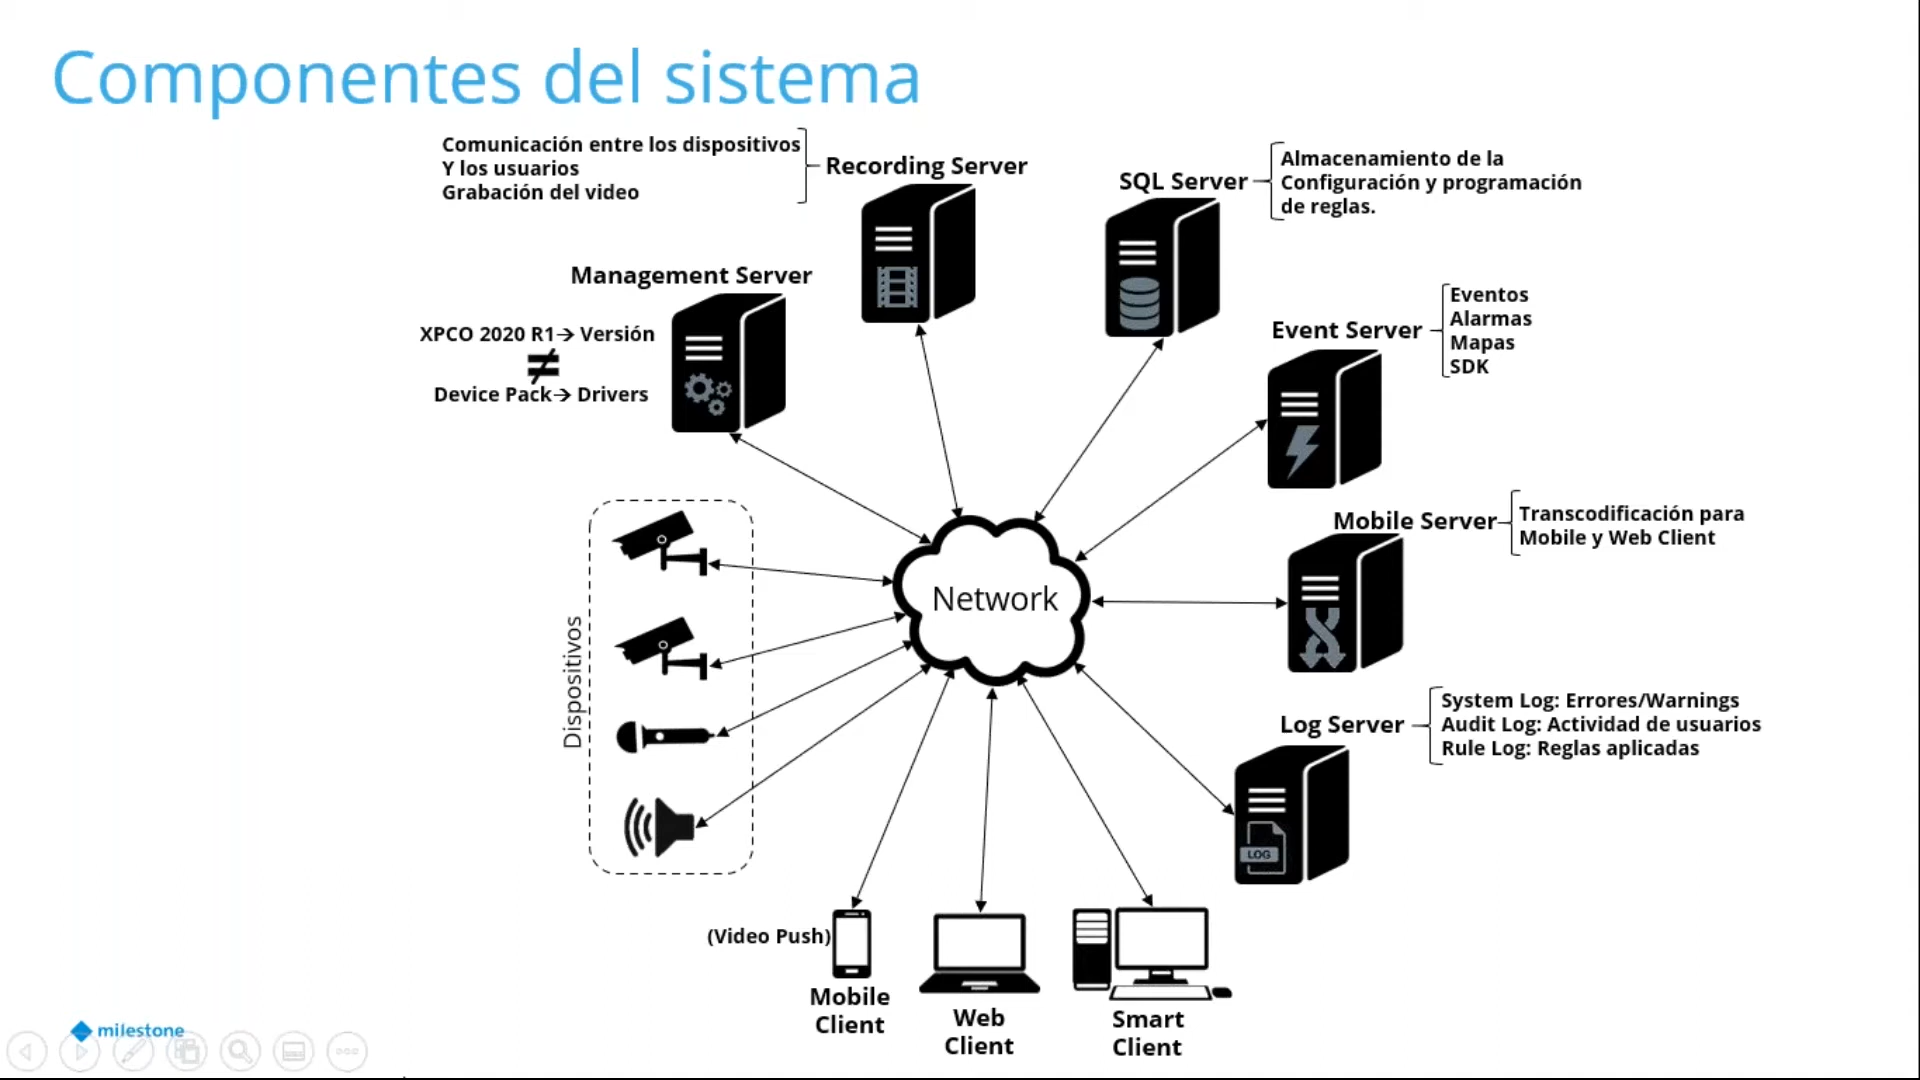 Componentes del sistema
Comunicación entre los dispositivos
Y los usuarios
Grabación del video
Recording Server
SQL Server
Almacenamiento de la
Configuración y programación
de reglas.
Management Server
XPCO 2020 R1→ Versión
≠
Device Pack→ Drivers
Event Server
Eventos
Alarmas
Mapas
SDK
Mobile Server
Transcodificación para
Mobile y Web Client
Network
Dispositivos
Log Server
System Log: Errores/Warnings
Audit Log: Actividad de usuarios
Rule Log: Reglas aplicadas
LOG
(Video Push)
Mobile
Client
Web
Client
Smart
Client
milestone